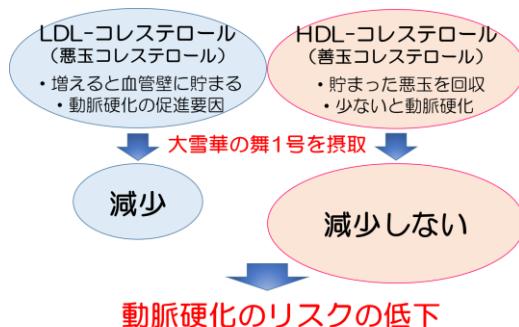 LDL-コレステロール
（悪玉コレステロール）
・増えると血管壁に貯まる
・動脈硬化の促進要因
HDL-コレステロール
（善玉コレステロール）
・貯まった悪玉を回収
・少ないと動脈硬化
大雪華の舞1号を摂取
減少
減少しない
動脈硬化のリスクの低下